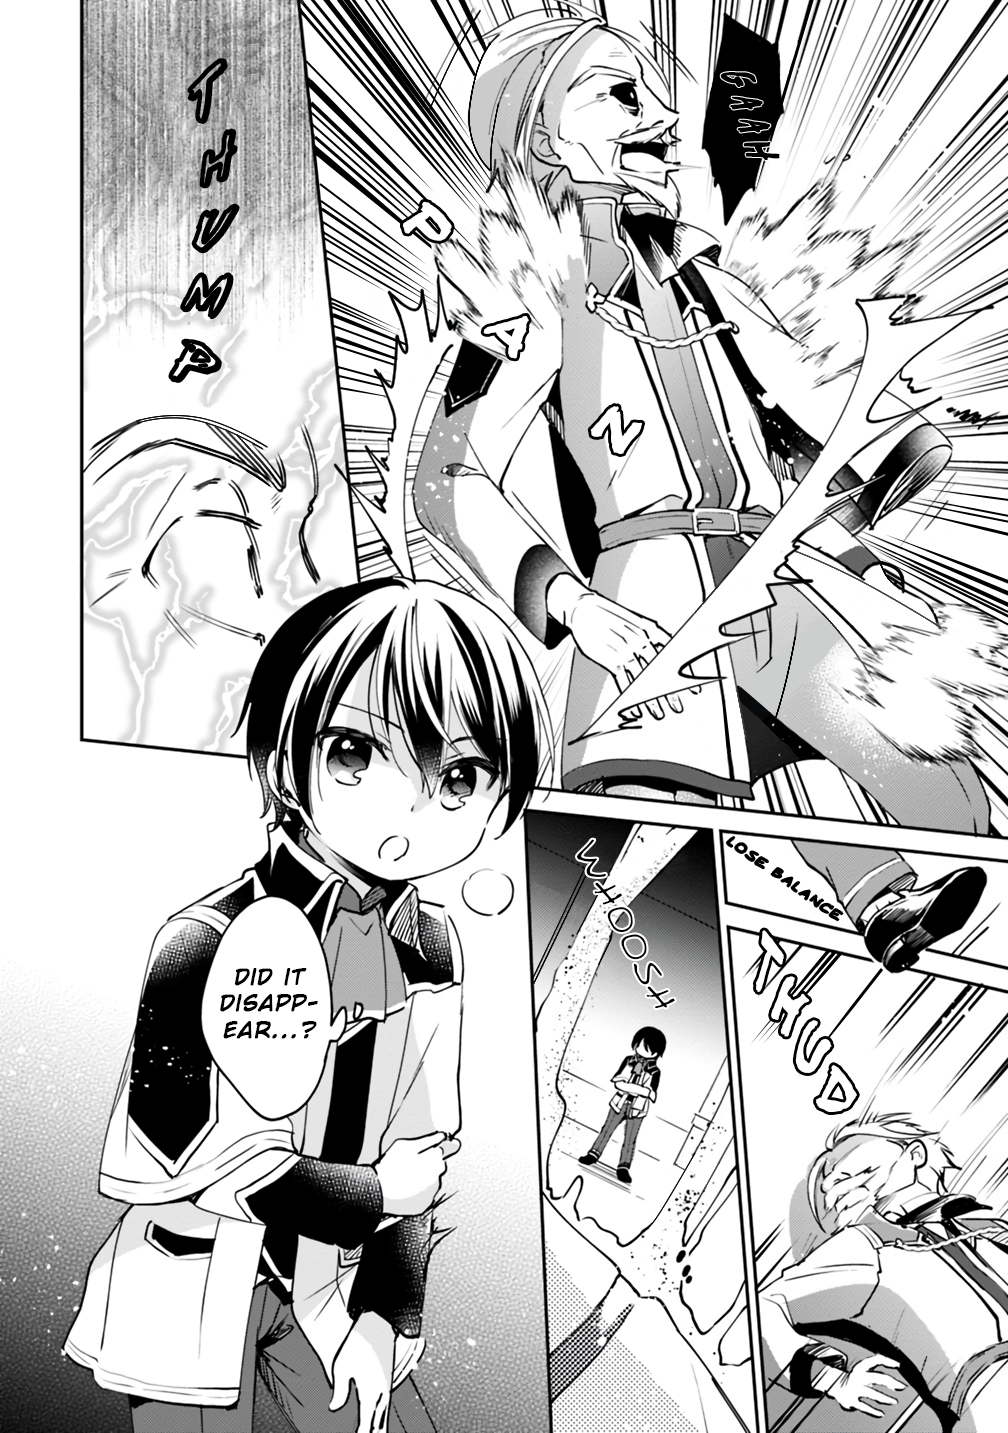 GAAH
PAN
THUMP
LOSE BALANCE
THUD
WHOOSH
DID IT
DISAPP-
EAR...?